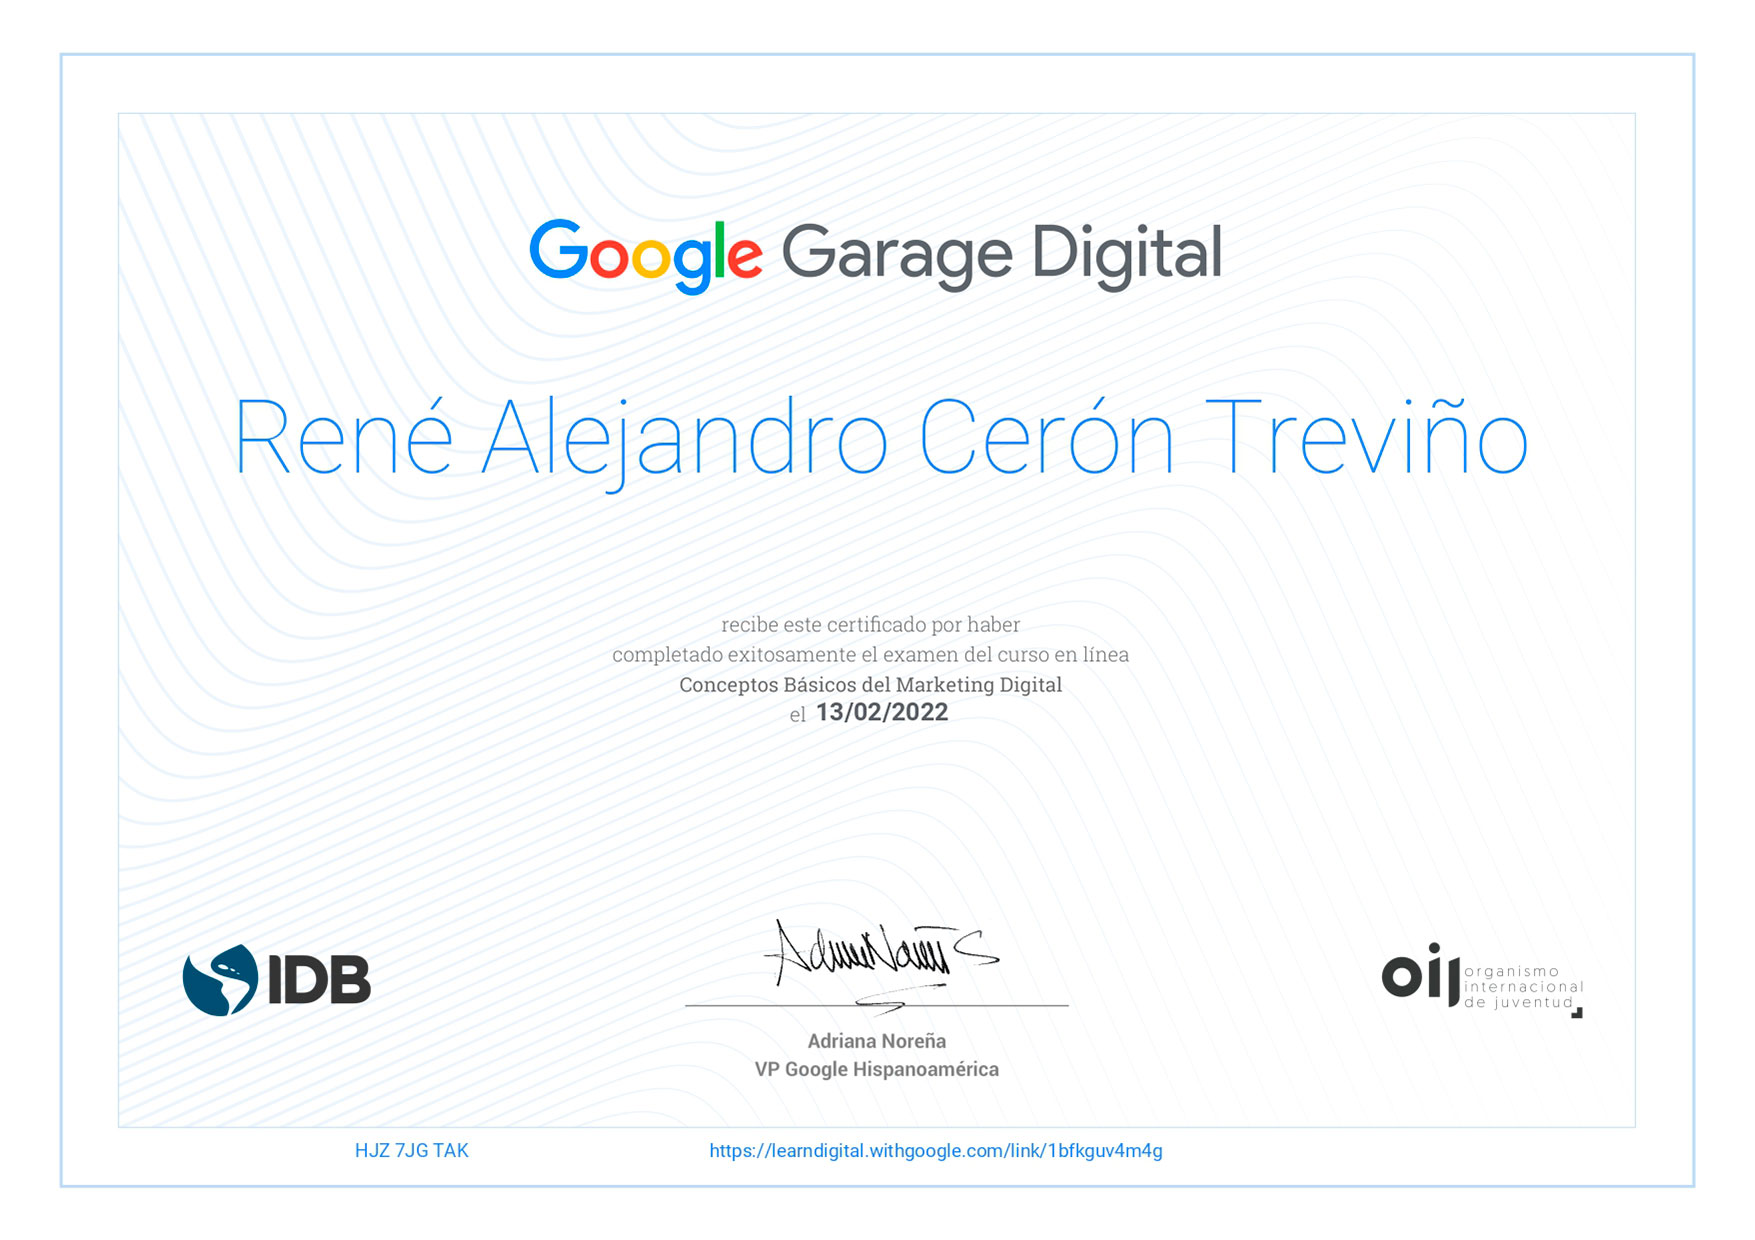 Google Garage Digital
René Alejandro Cerón Treviño
recibe este certificado por haber
completado exitosamente el examen del curso en línea
Conceptos Básicos del Marketing Digital
el 13/02/2022
IDB
oij organismo
internacional
de juventud
Adriana Noreña
VP Google Hispanoamérica
HJZ 7JG TAK
https://learndigital.withgoogle.com/link/1bfkguv4m4g